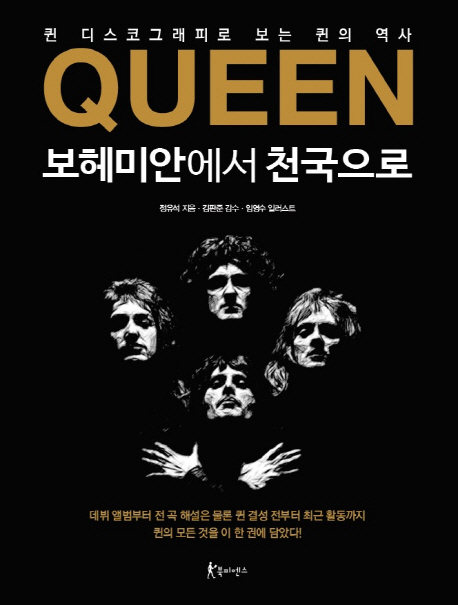 퀸 디스코그래피로 보는 퀸의 역사
QUEEN
보헤미안에서 천국으로
정유석 지음 · 김판준 감수 · 임영수 일러스트
데뷔 앨범부터 전 곡 해설은 물론 퀸 결성 전부터 최근 활동까지
퀸의 모든 것을 이 한 권에 담았다!
북피엔스